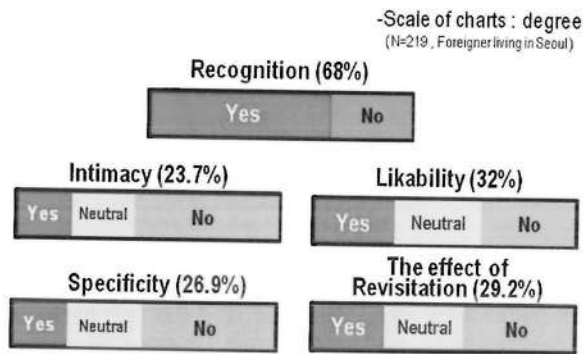 -Scale of charts : degree
(N=219 , Foreigner living in Seoul)
Recognition (68%)
Yes No
Intimacy (23.7%)
Yes Neutral No
Likability (32%)
Yes Neutral No
Specificity (26.9%)
Yes Neutral No
The effect of
Revisitation (29.2%)
Yes Neutral No